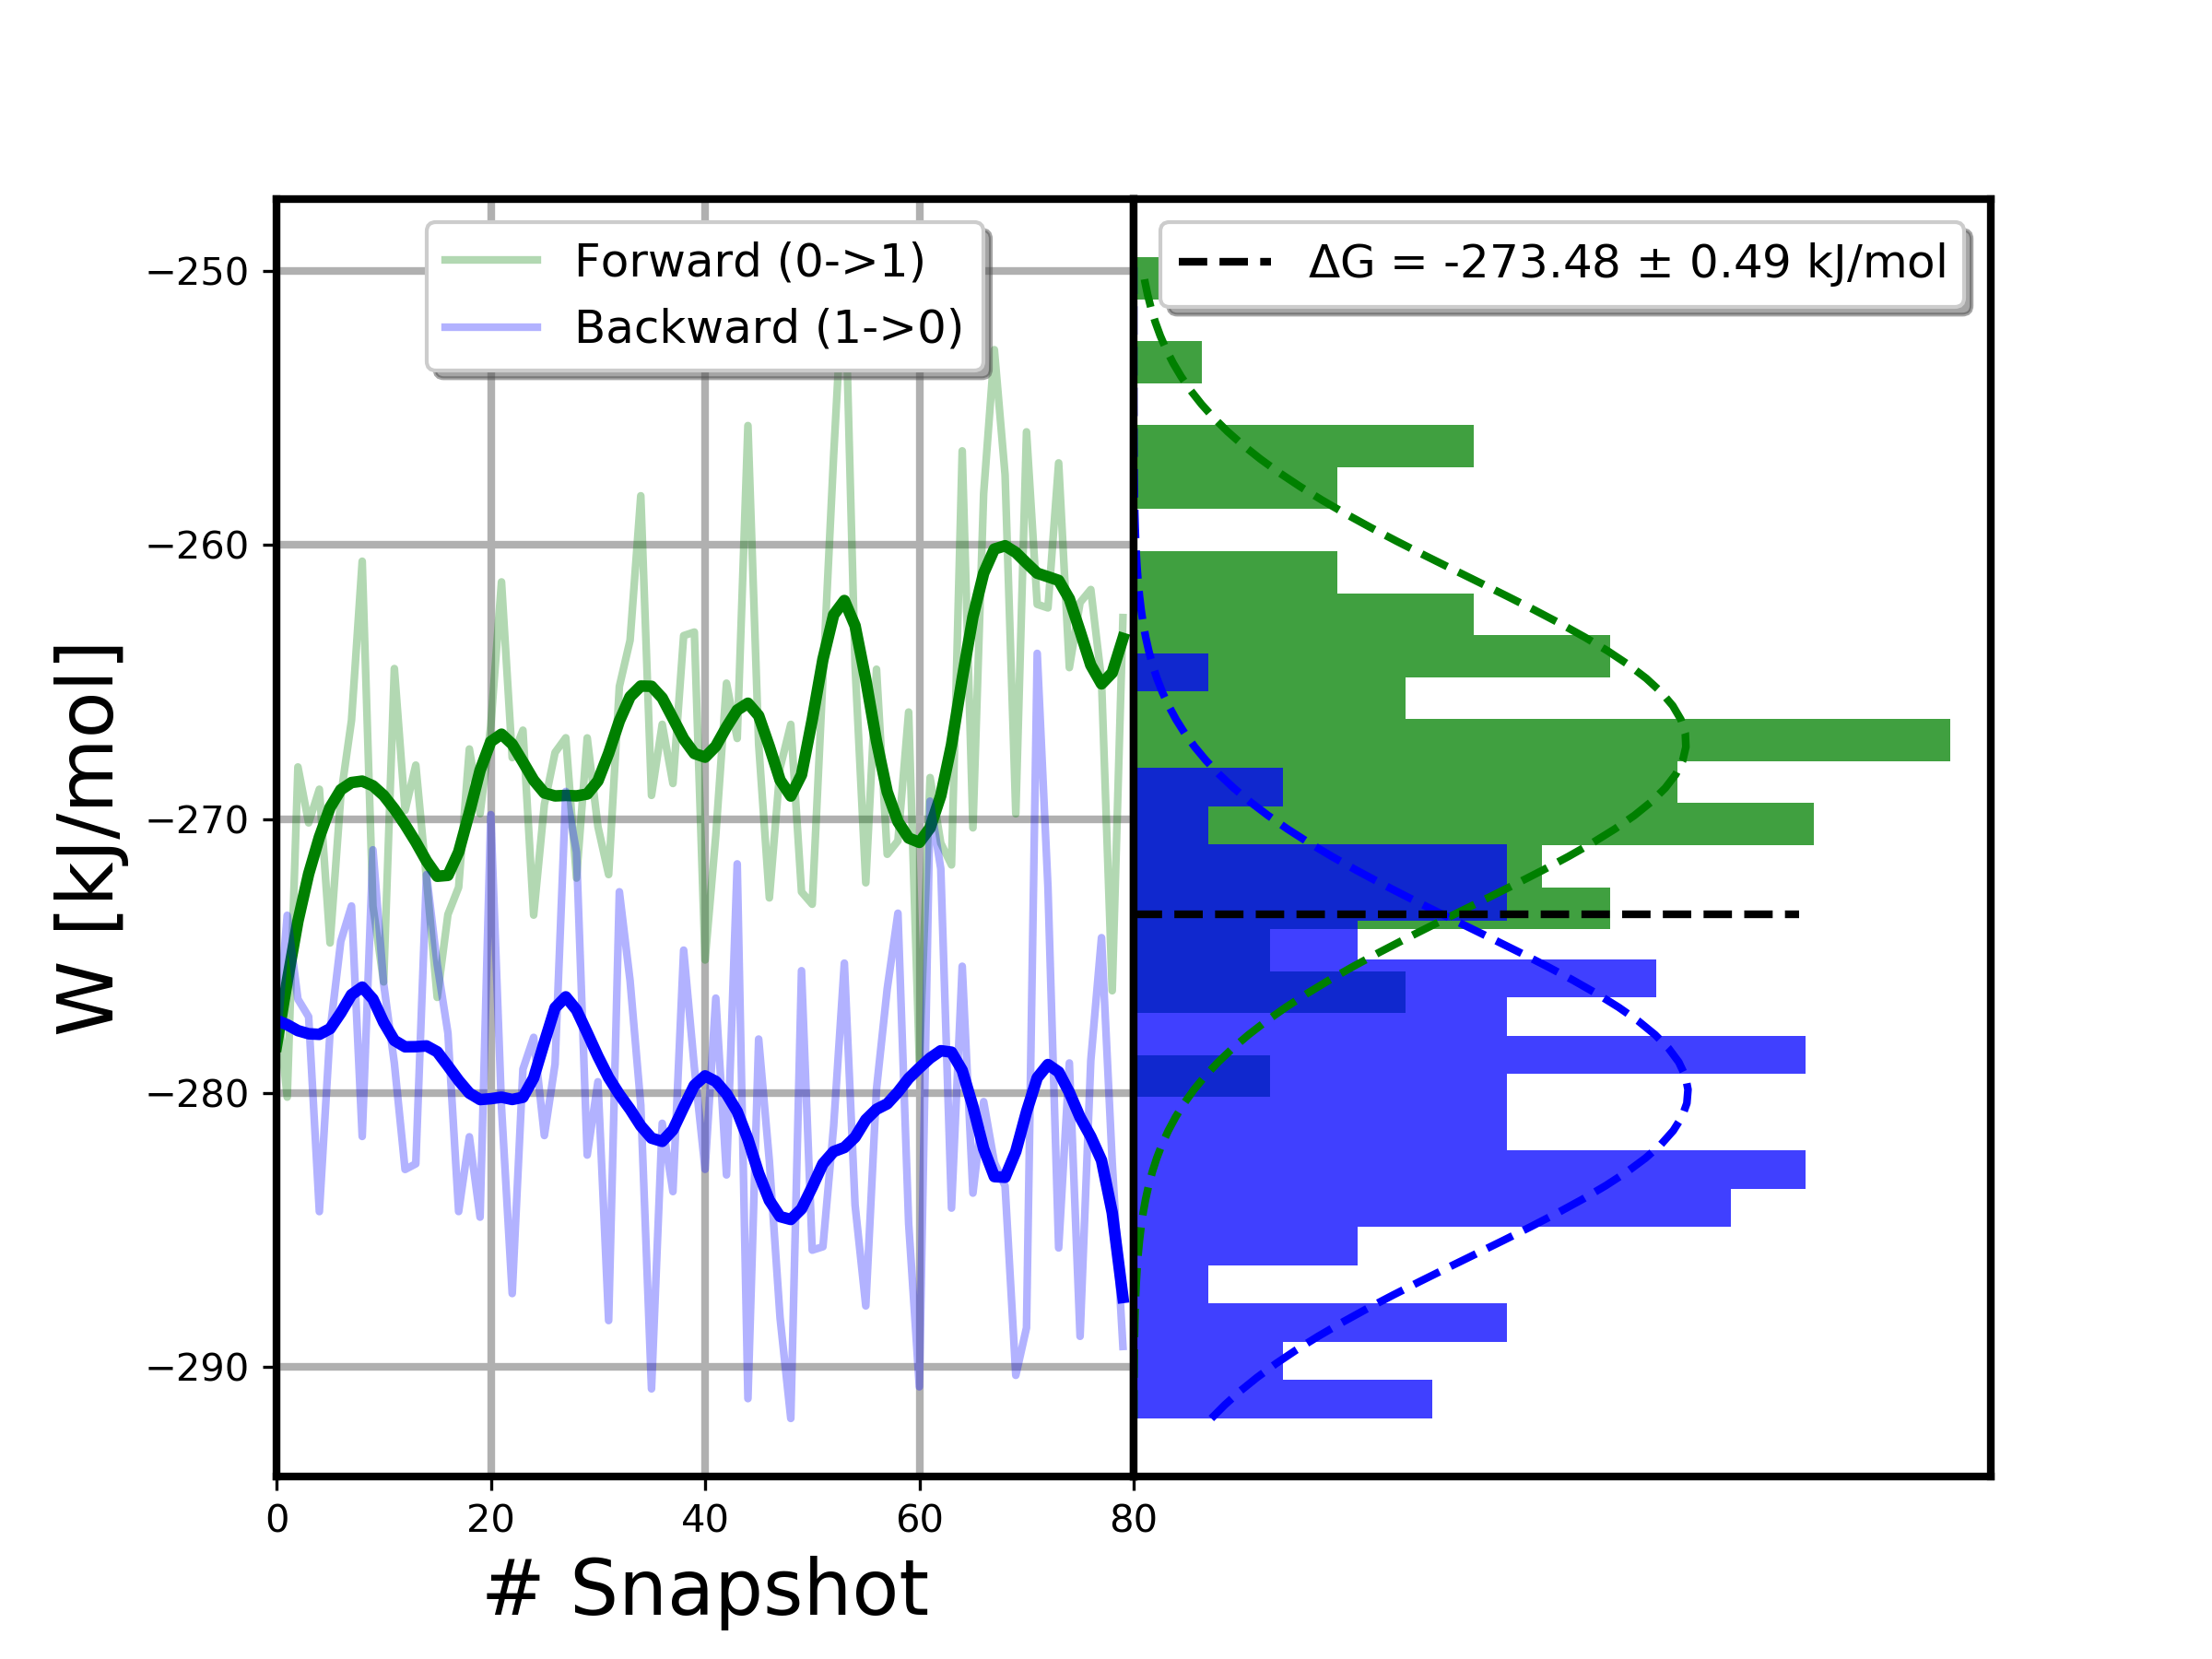 Forward (0->1)
Backward (1->0)
ΔG = -273.48 ± 0.49 kJ/mol
−250
−260
−270
−280
−290
W [kJ/mol]
0 20 40 60 80
# Snapshot